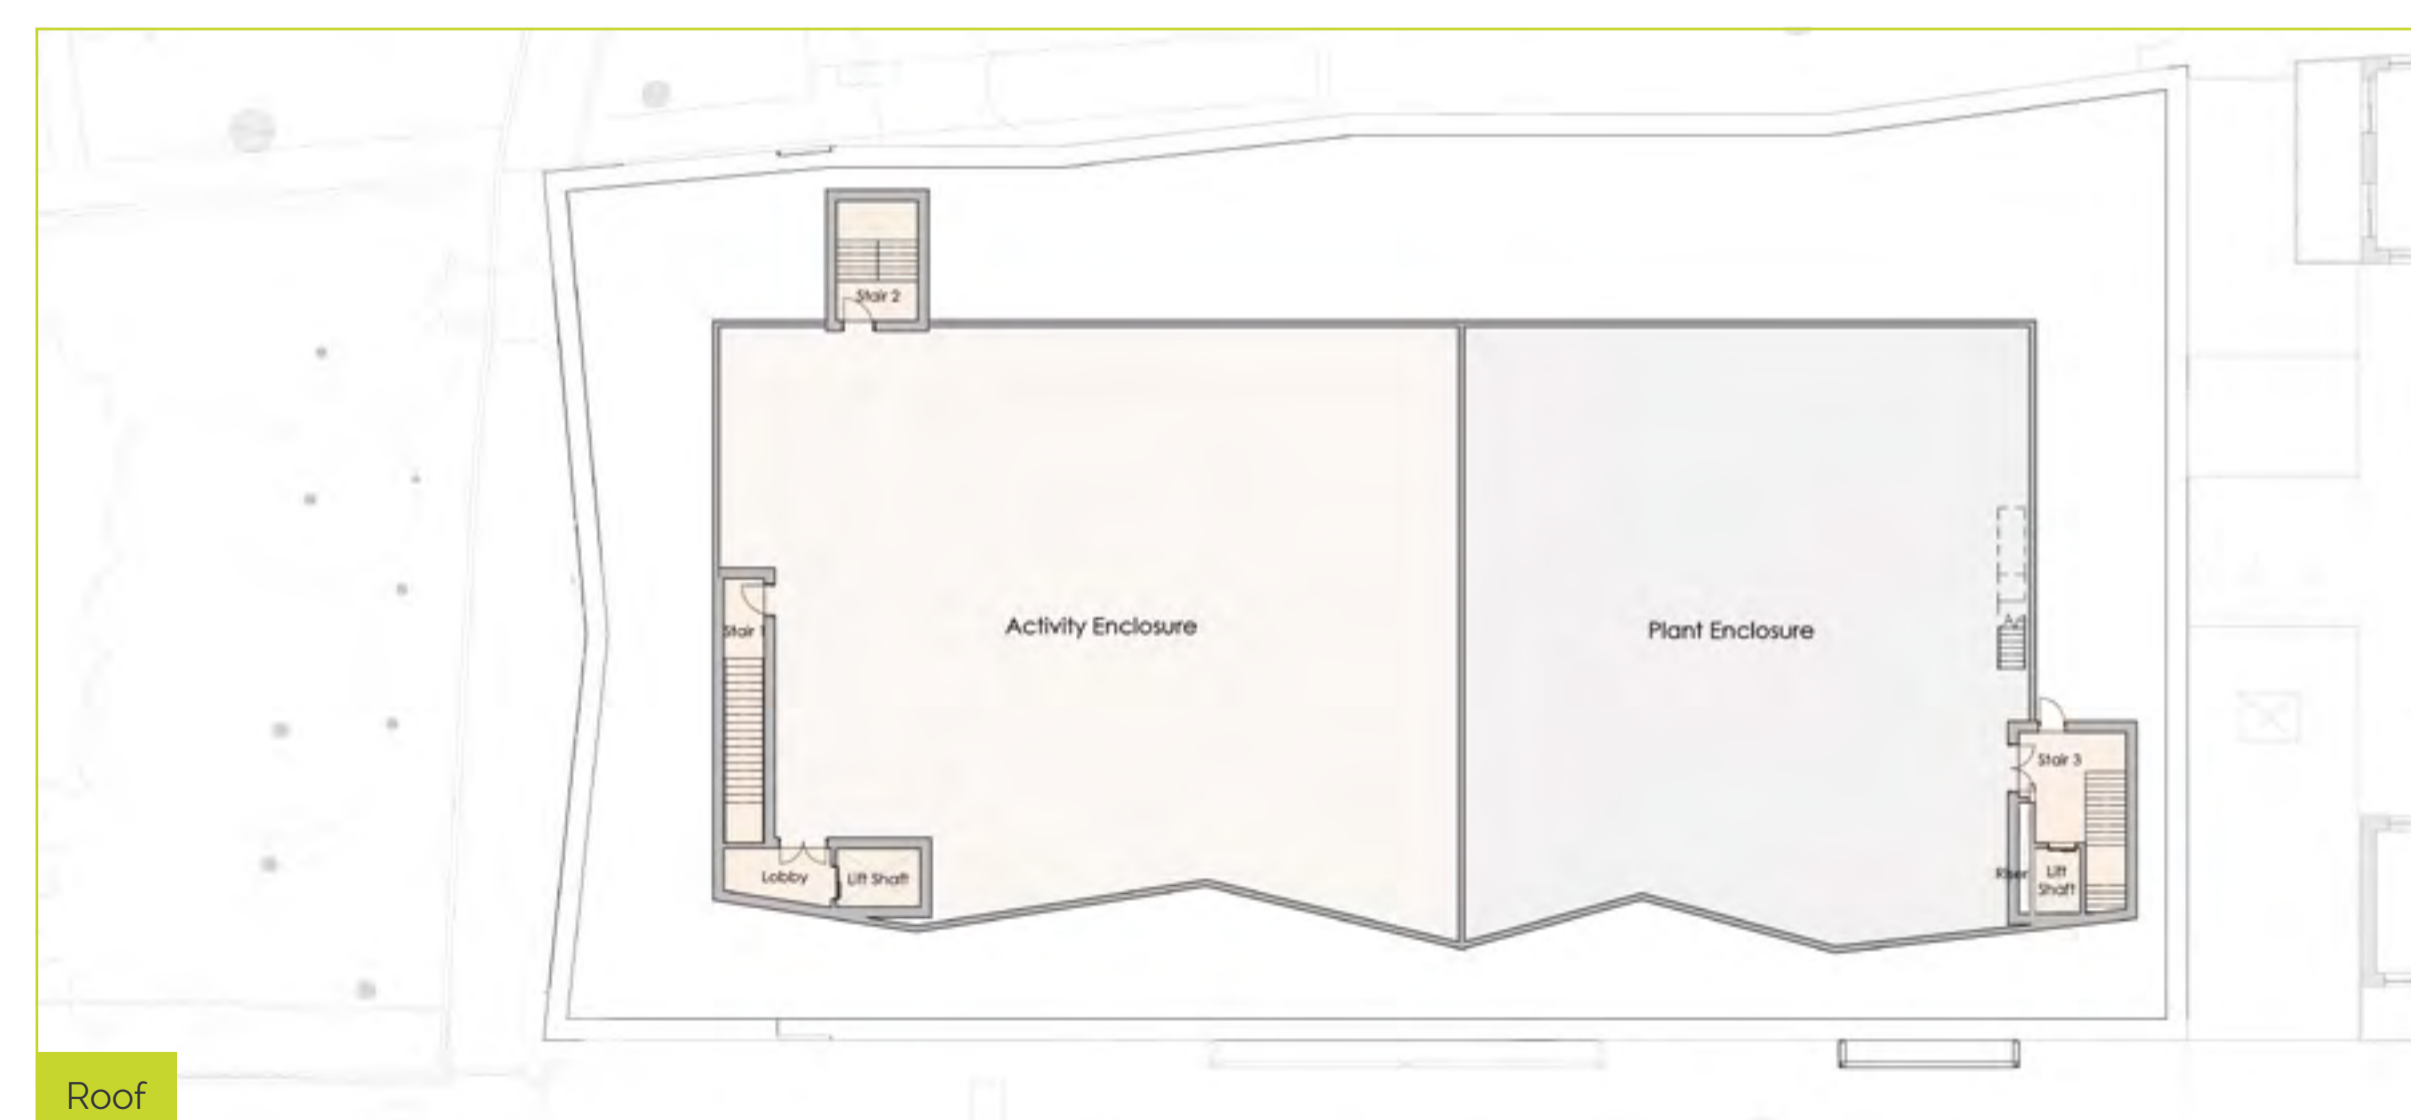 Stair 2
Activity Enclosure
Plant Enclosure
Stair 1
Stair 3
Lobby
Lift Shaft
Riser
Lift
Shaft
Roof